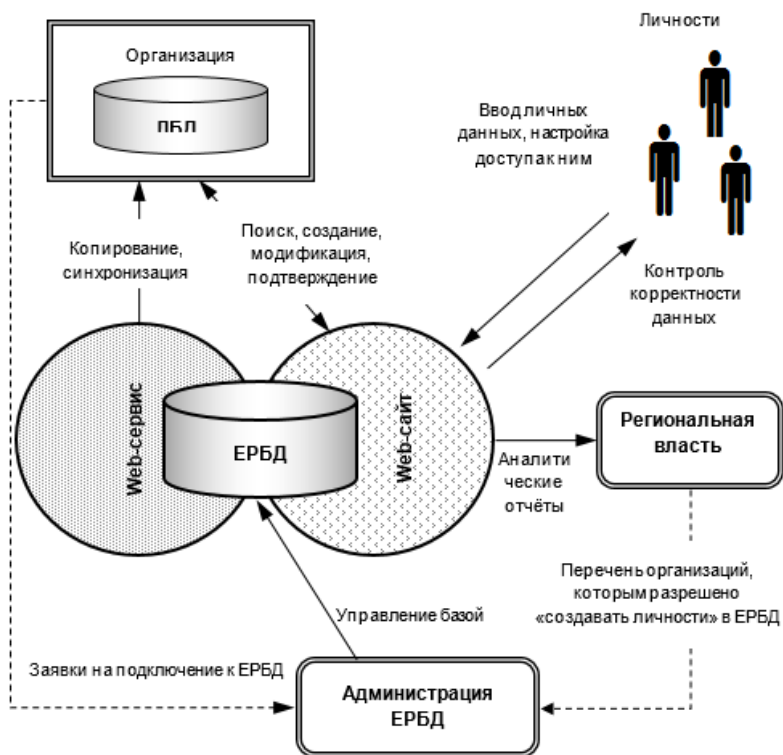 Личности
Организация
Ввод личных
данных, настройка
доступа к ним
Копирование,
синхронизация
Поиск, создание,
модификация,
подтверждение
Контроль
корректности
данных
Web-сервис
ЕРБД
Web-сайт
Региональная
власть
Аналити
ческие
отчёты
Перечень организаций,
которым разрешено
«создавать личности» в ЕРБД
Управление базой
Заявки на подключение к ЕРБД
Администрация
ЕРБД